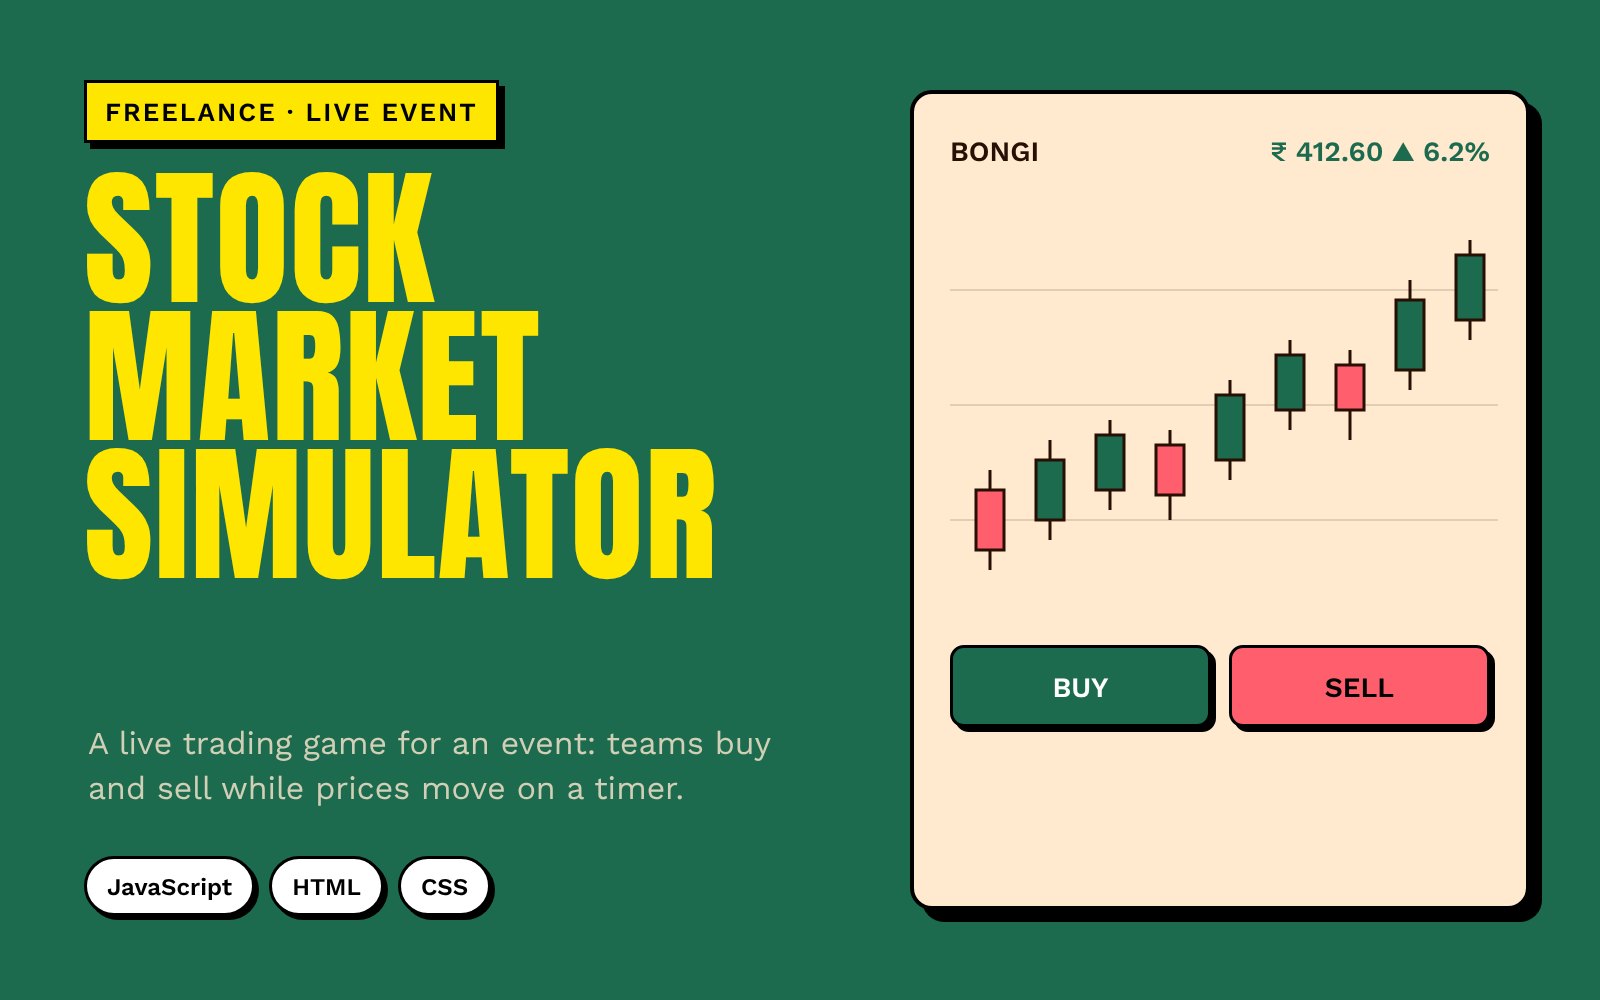 FREELANCE · LIVE EVENT
STOCK
MARKET
SIMULATOR
A live trading game for an event: teams buy
and sell while prices move on a timer.
JavaScript HTML CSS
BONGI ₹ 412.60 ▲ 6.2%
BUY SELL